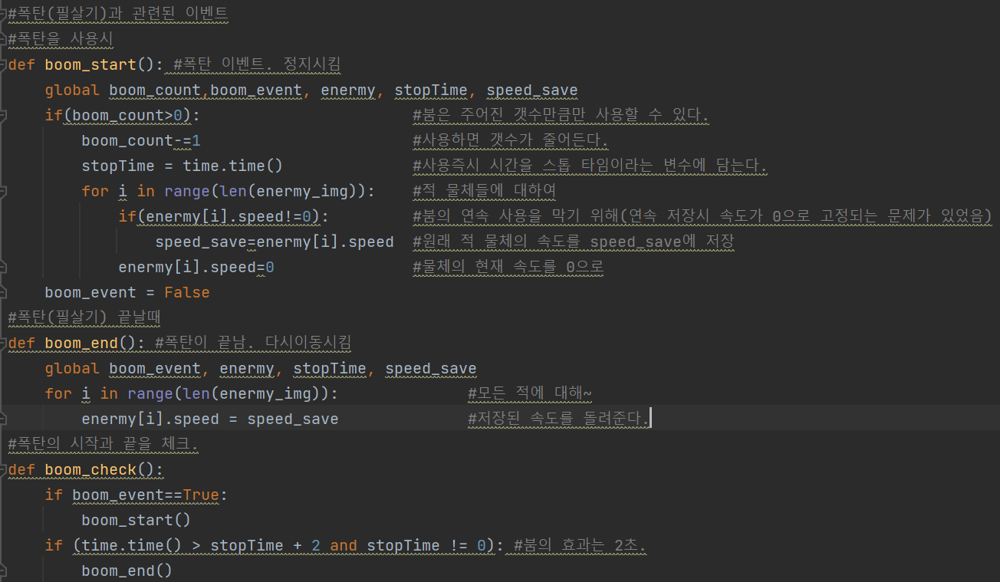 #폭탄(필살기)과 관련된 이벤트
#폭탄을 사용시
def boom_start(): #폭탄 이벤트. 정지시킴
    global boom_count,boom_event, enermy, stopTime, speed_save
    if(boom_count>0):                       #붐은 주어진 갯수만큼만 사용할 수 있다.
        boom_count-=1                       #사용하면 갯수가 줄어든다.
        stopTime = time.time()              #사용즉시 시간을 스톱 타임이라는 변수에 담는다.
        for i in range(len(enermy_img)):    #적 물체들에 대하여
            if(enermy[i].speed!=0):         #붐의 연속 사용을 막기 위해(연속 저장시 속도가 0으로 고정되는 문제가 있었음)
                speed_save=enermy[i].speed  #원래 적 물체의 속도를 speed_save에 저장
            enermy[i].speed=0               #물체의 현재 속도를 0으로
    boom_event = False
#폭탄(필살기) 끝날때
def boom_end(): #폭탄이 끝남. 다시이동시킴
    global boom_event, enermy, stopTime, speed_save
    for i in range(len(enermy_img)):              #모든 적에 대해~
        enermy[i].speed = speed_save              #저장된 속도를 돌려준다.
#폭탄의 시작과 끝을 체크.
def boom_check():
    if boom_event==True:
        boom_start()
    if (time.time() > stopTime + 2 and stopTime != 0): #붐의 효과는 2초.
        boom_end()